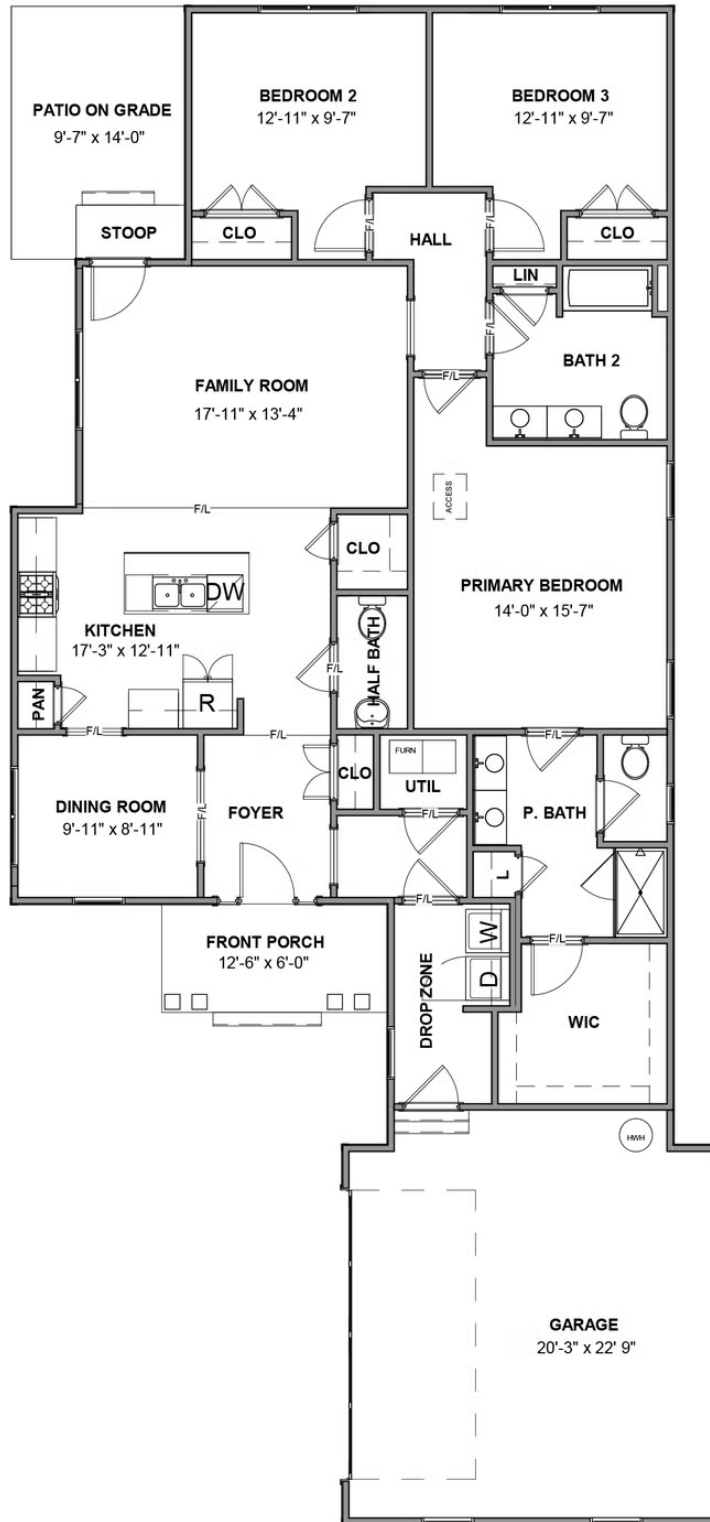 BEDROOM 2
12'-11" x 9'-7"
BEDROOM 3
12'-11" x 9'-7"
PATIO ON GRADE
9'-7" x 14'-0"
STOOP
CLO
F/L
HALL
F/L
CLO
LIN
F/L
BATH 2
F/L
FAMILY ROOM
17'-11" x 13'-4"
ACCESS
F/L
CLO
PRIMARY BEDROOM
14'-0" x 15'-7"
DW
KITCHEN
17'-3" x 12'-11"
HALF BATH
F/L
PAN
R
F/L
F/L
F/L
FURN
CLO
UTIL
DINING ROOM
9'-11" x 8'-11"
F/L
FOYER
F/L
P. BATH
L
F/L
W
FRONT PORCH
12'-6" x 6'-0"
F/L
DROP ZONE
D
WIC
HWH
GARAGE
20'-3" x 22' 9"